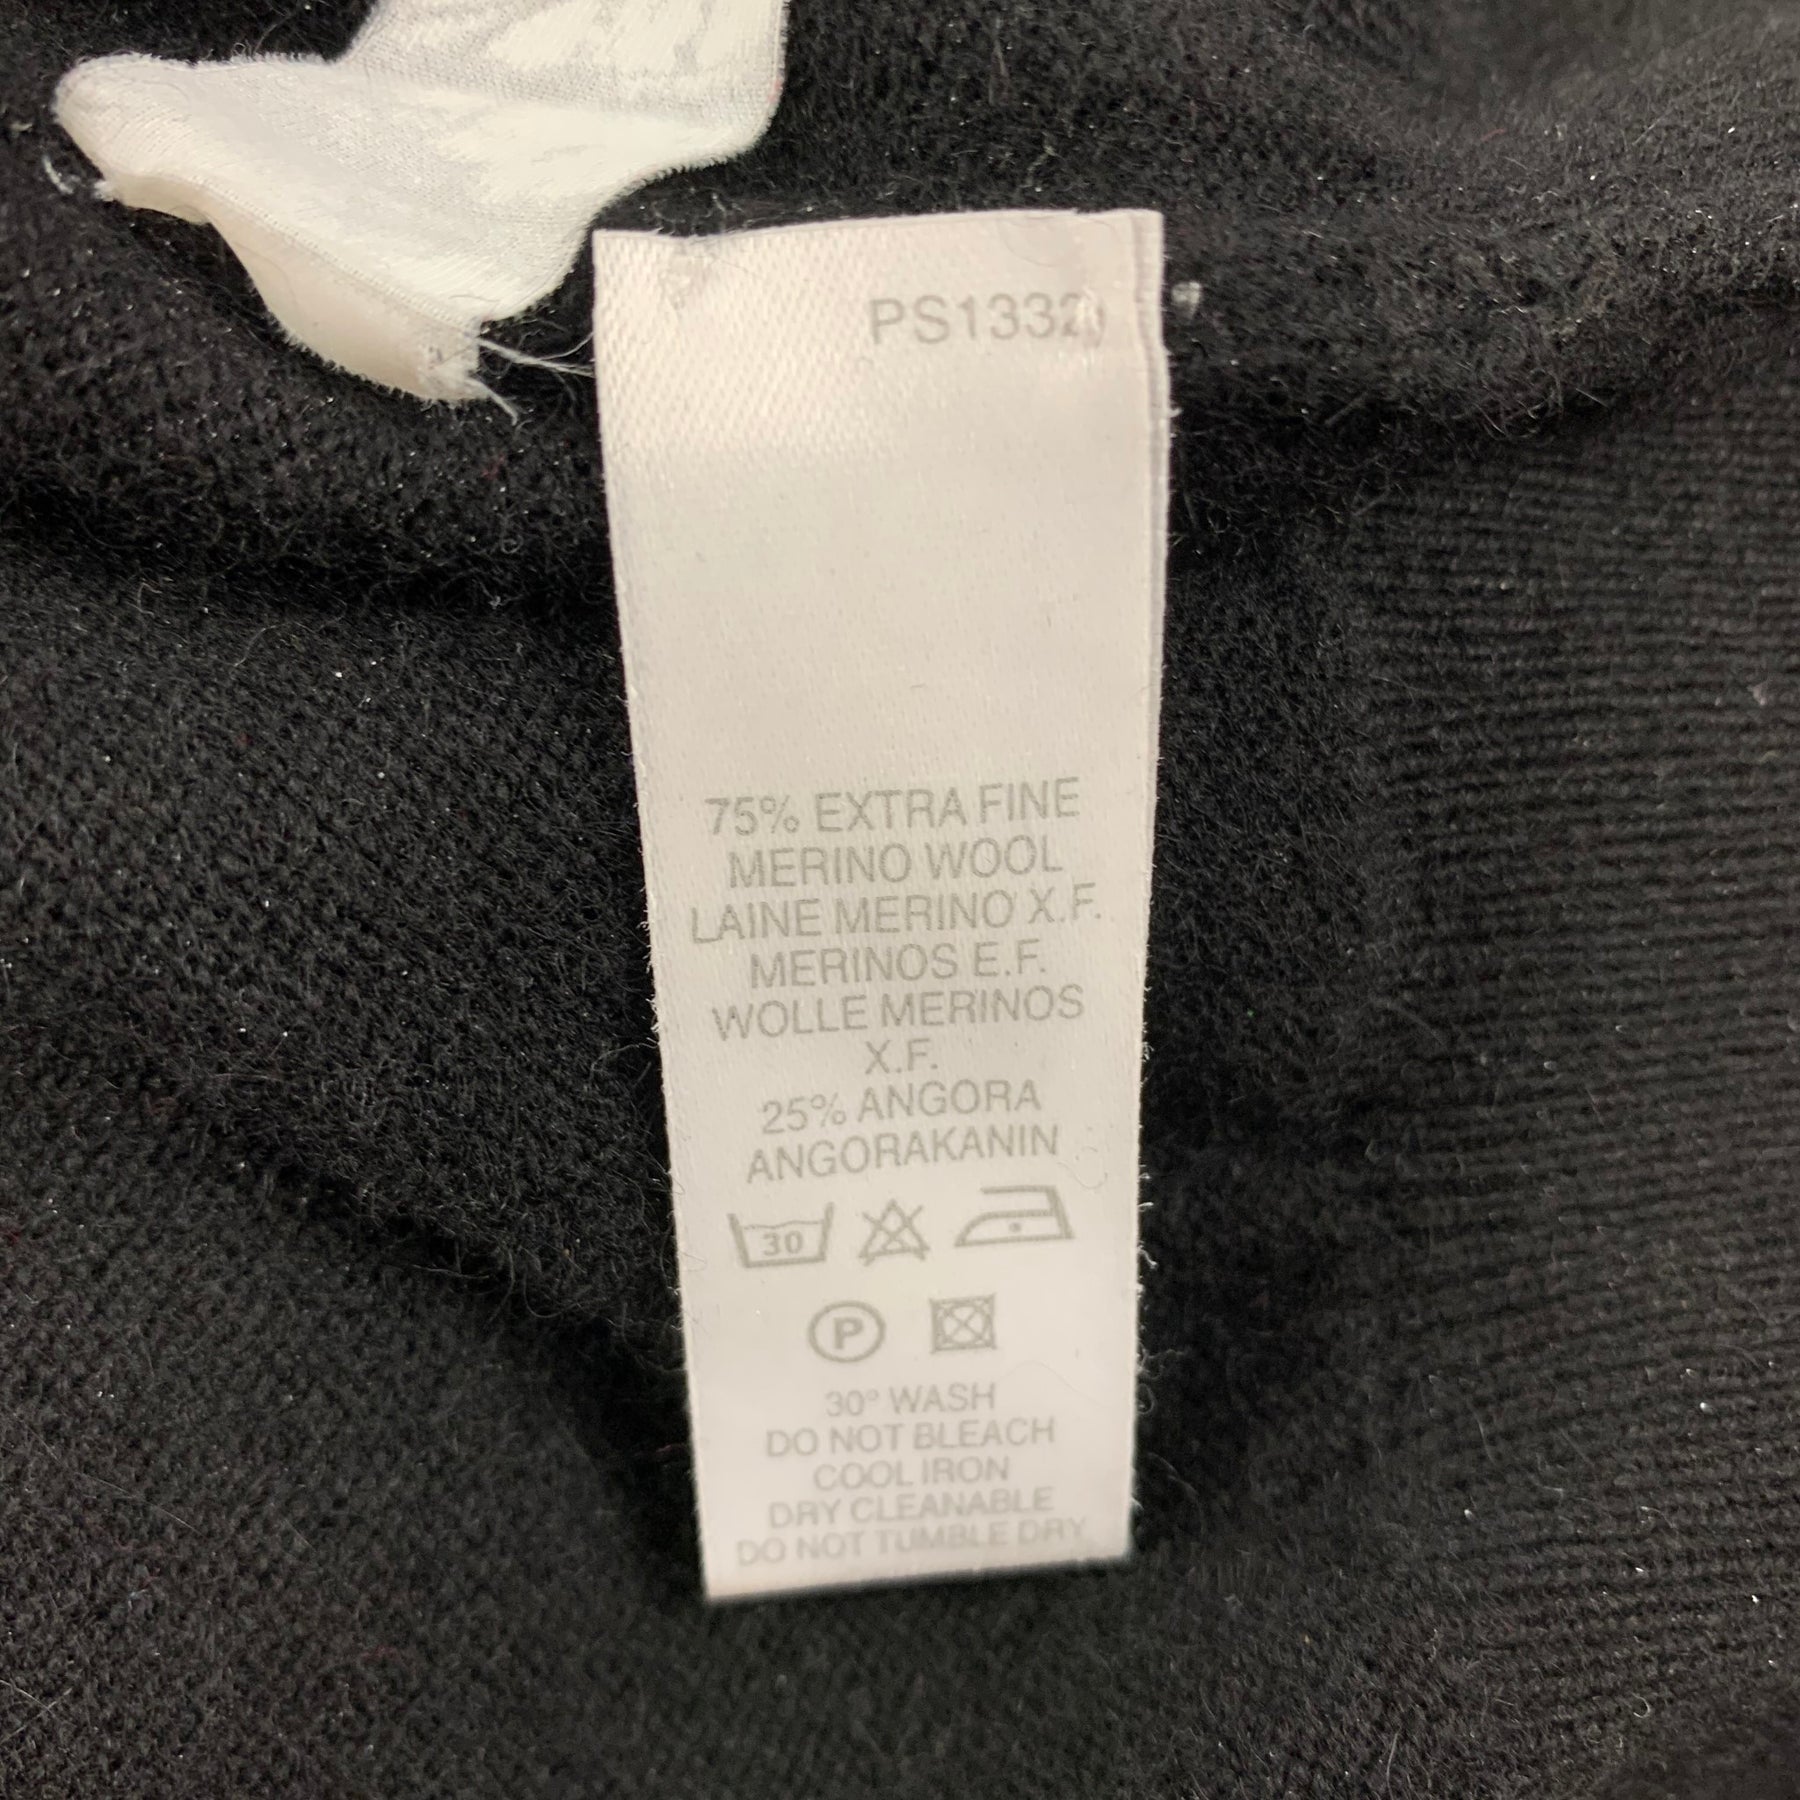 PS1332
75% EXTRA FINE
MERINO WOOL
LAINE MERINO X.F.
MERINOS E.F.
WOLLE MERINOS
X.F.
25% ANGORA
ANGORAKANIN
30
P
30° WASH
DO NOT BLEACH
COOL IRON
DRY CLEANABLE
DO NOT TUMBLE DRY